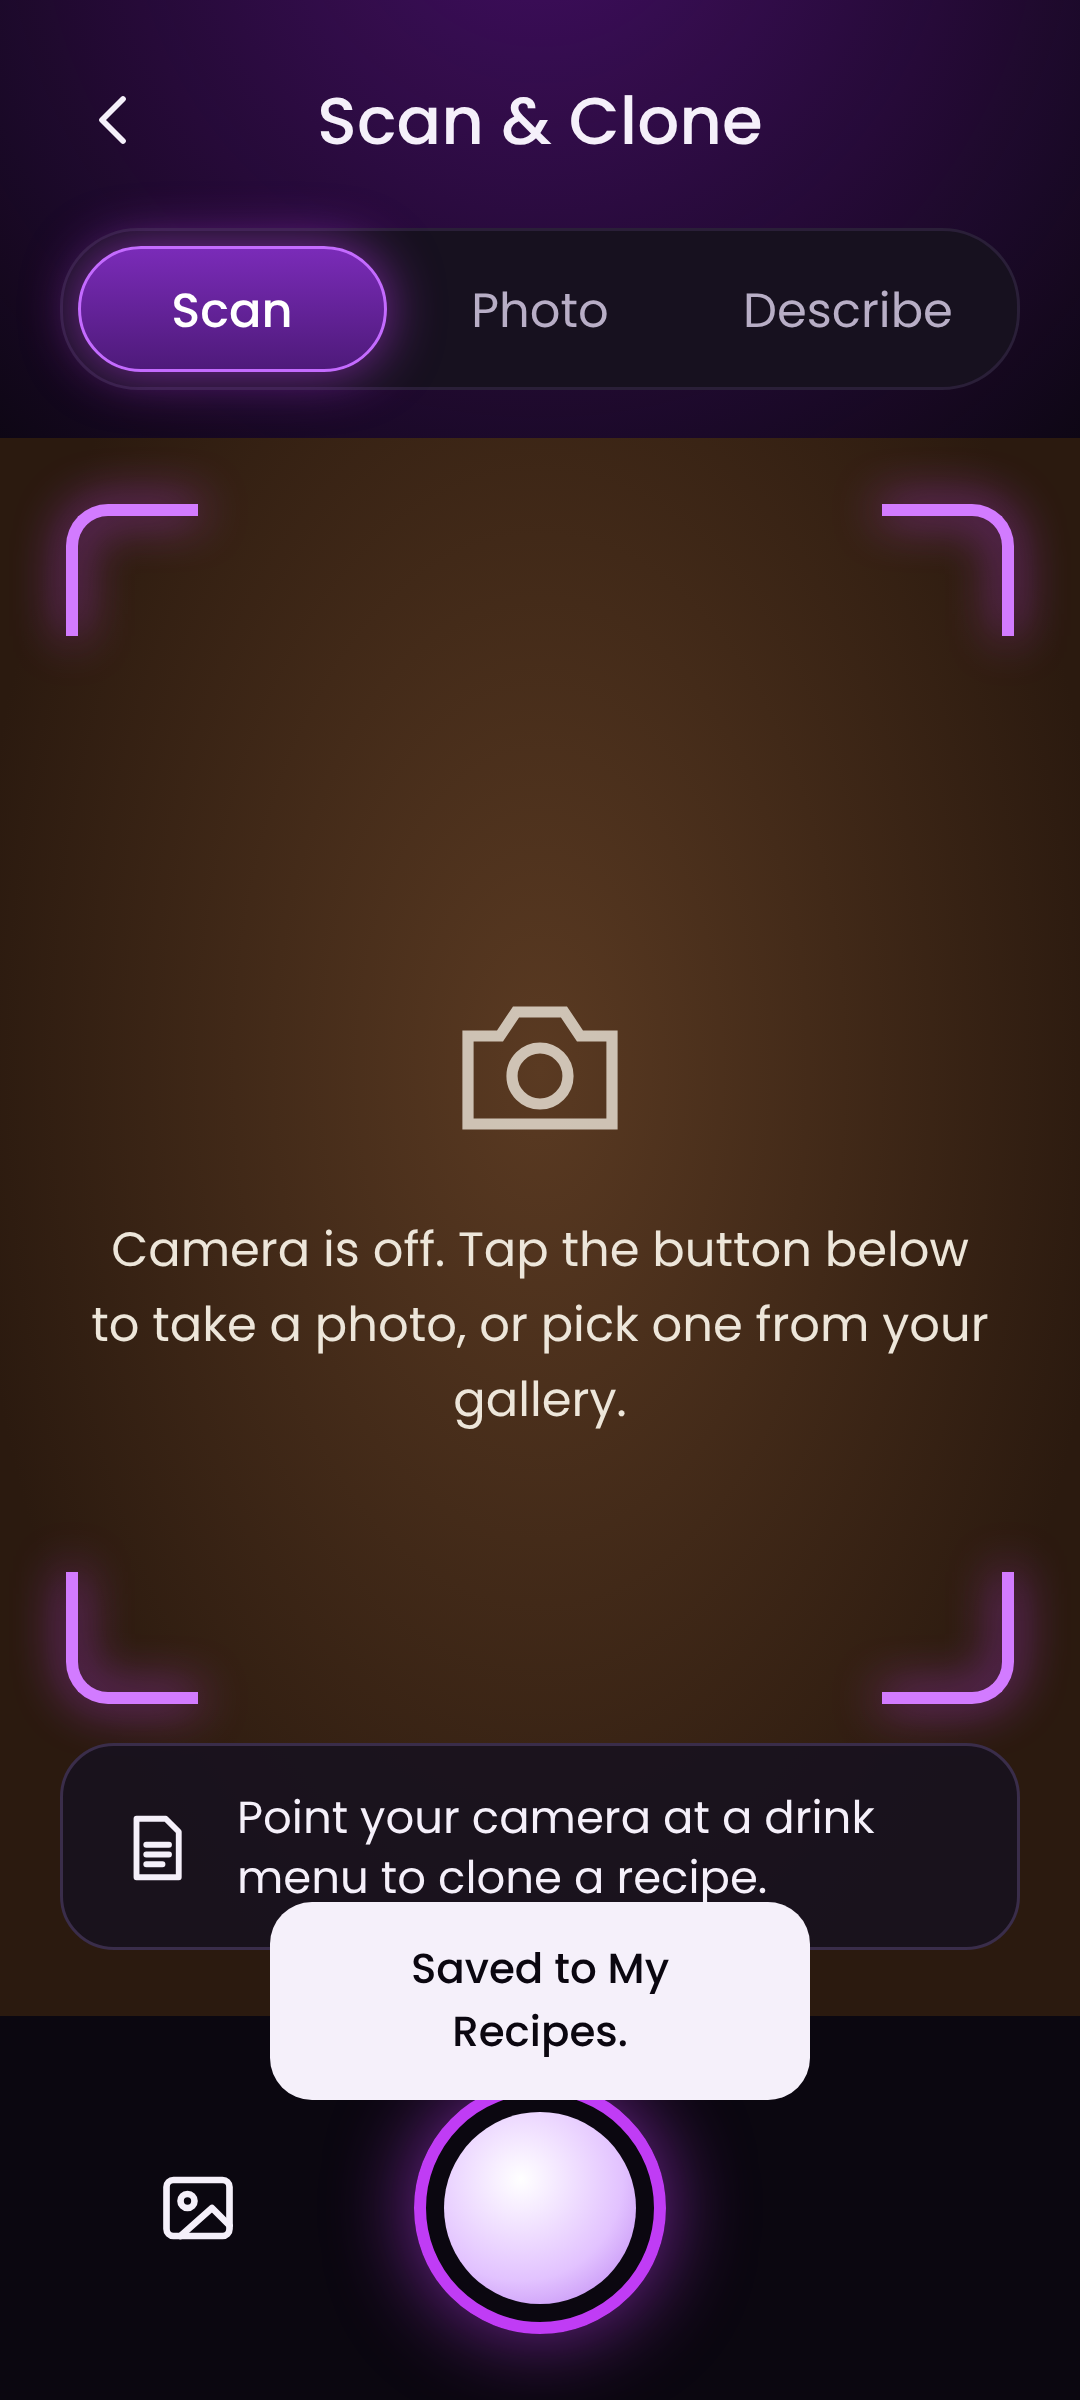 Scan & Clone
Scan
Photo
Describe
Camera is off. Tap the button below
to take a photo, or pick one from your
gallery.
Point your camera at a drink
menu to clone a recipe.
Saved to My
Recipes.